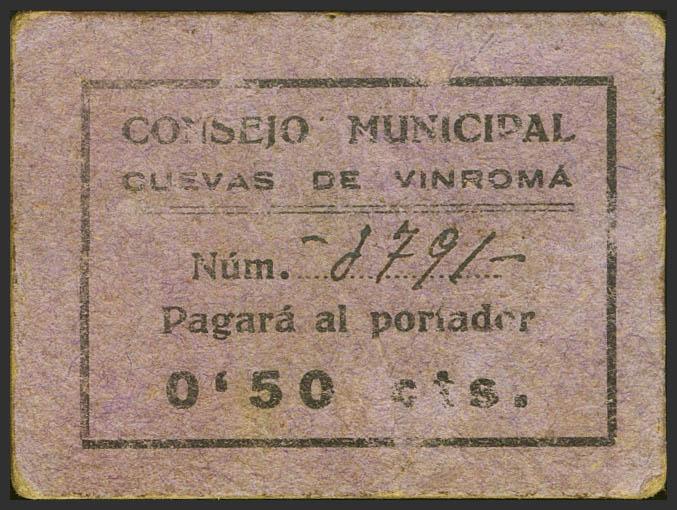 CONSEJO MUNICIPAL
CUEVAS DE VINROMÁ
Núm. -8791-
Pagará al portador
0'50 cts.